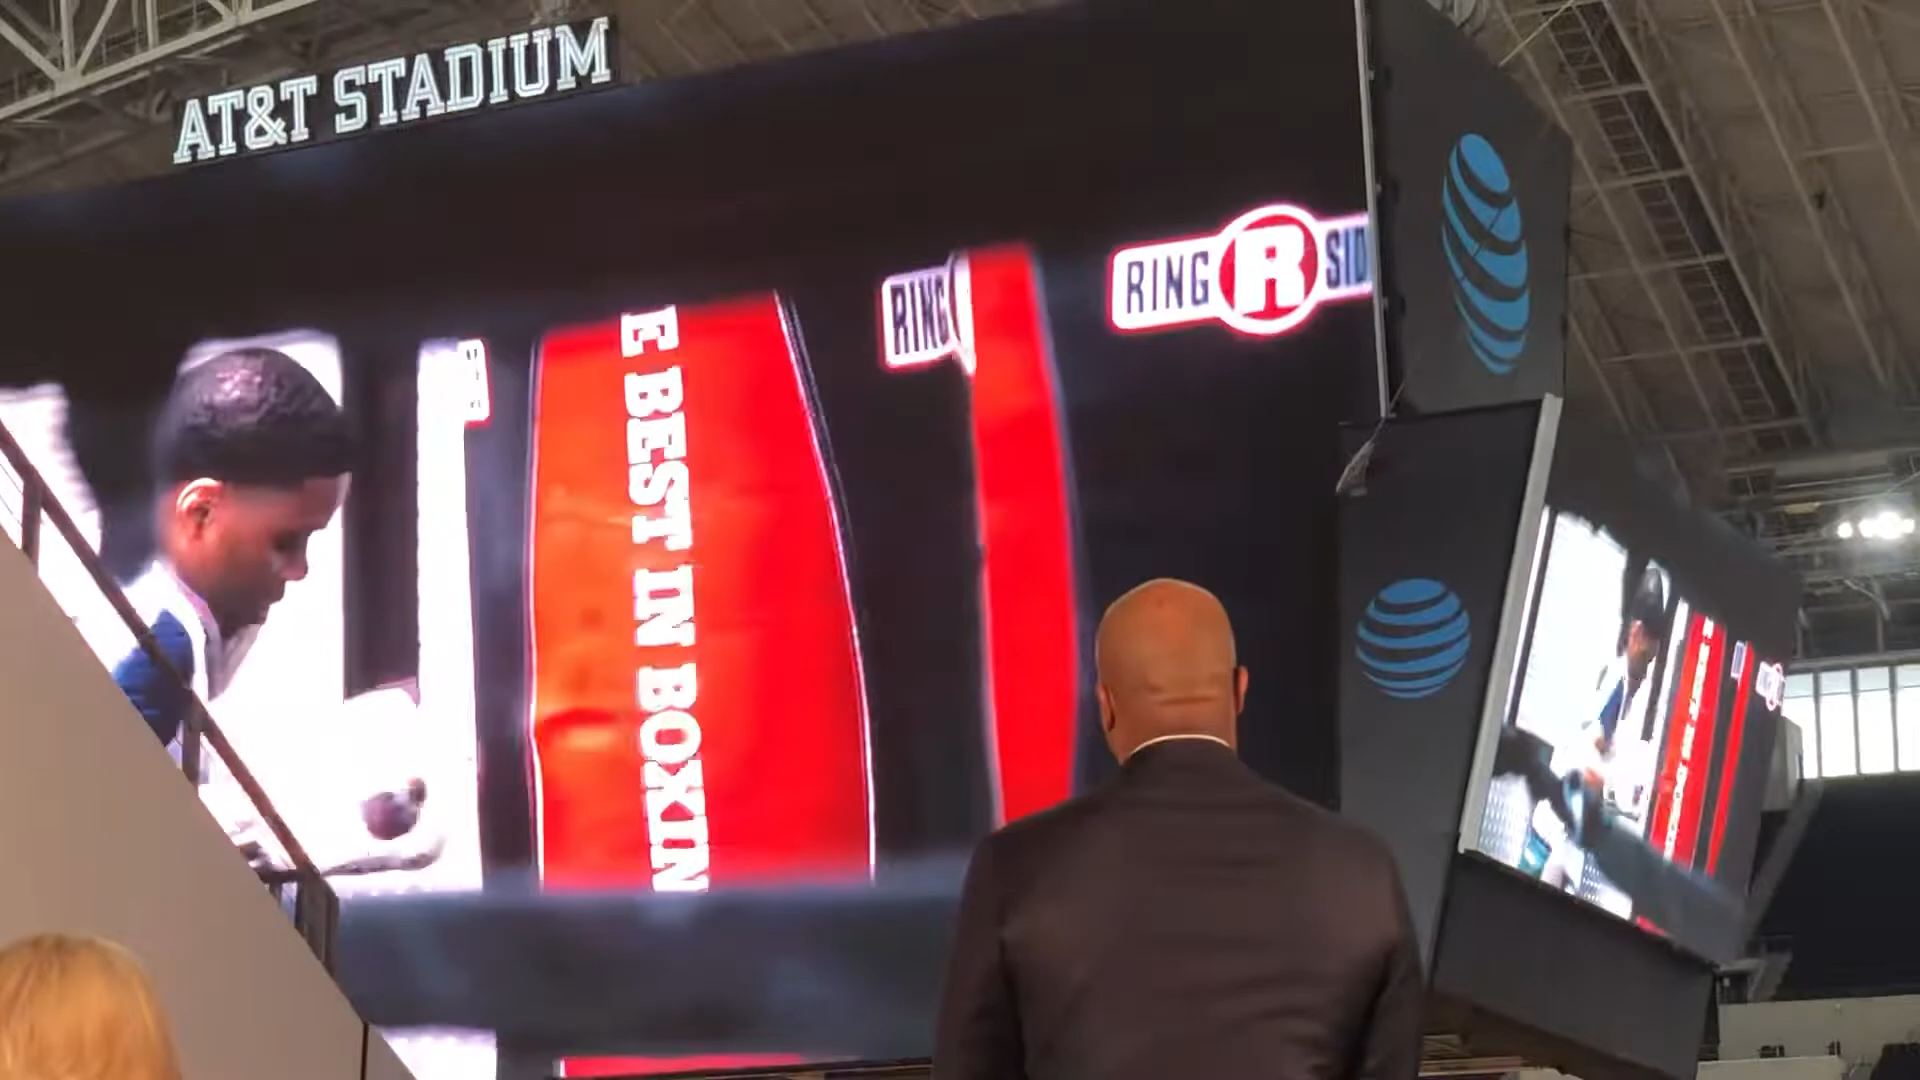 AT&T STADIUM
E BEST IN BOXIN
RING
RING R SID